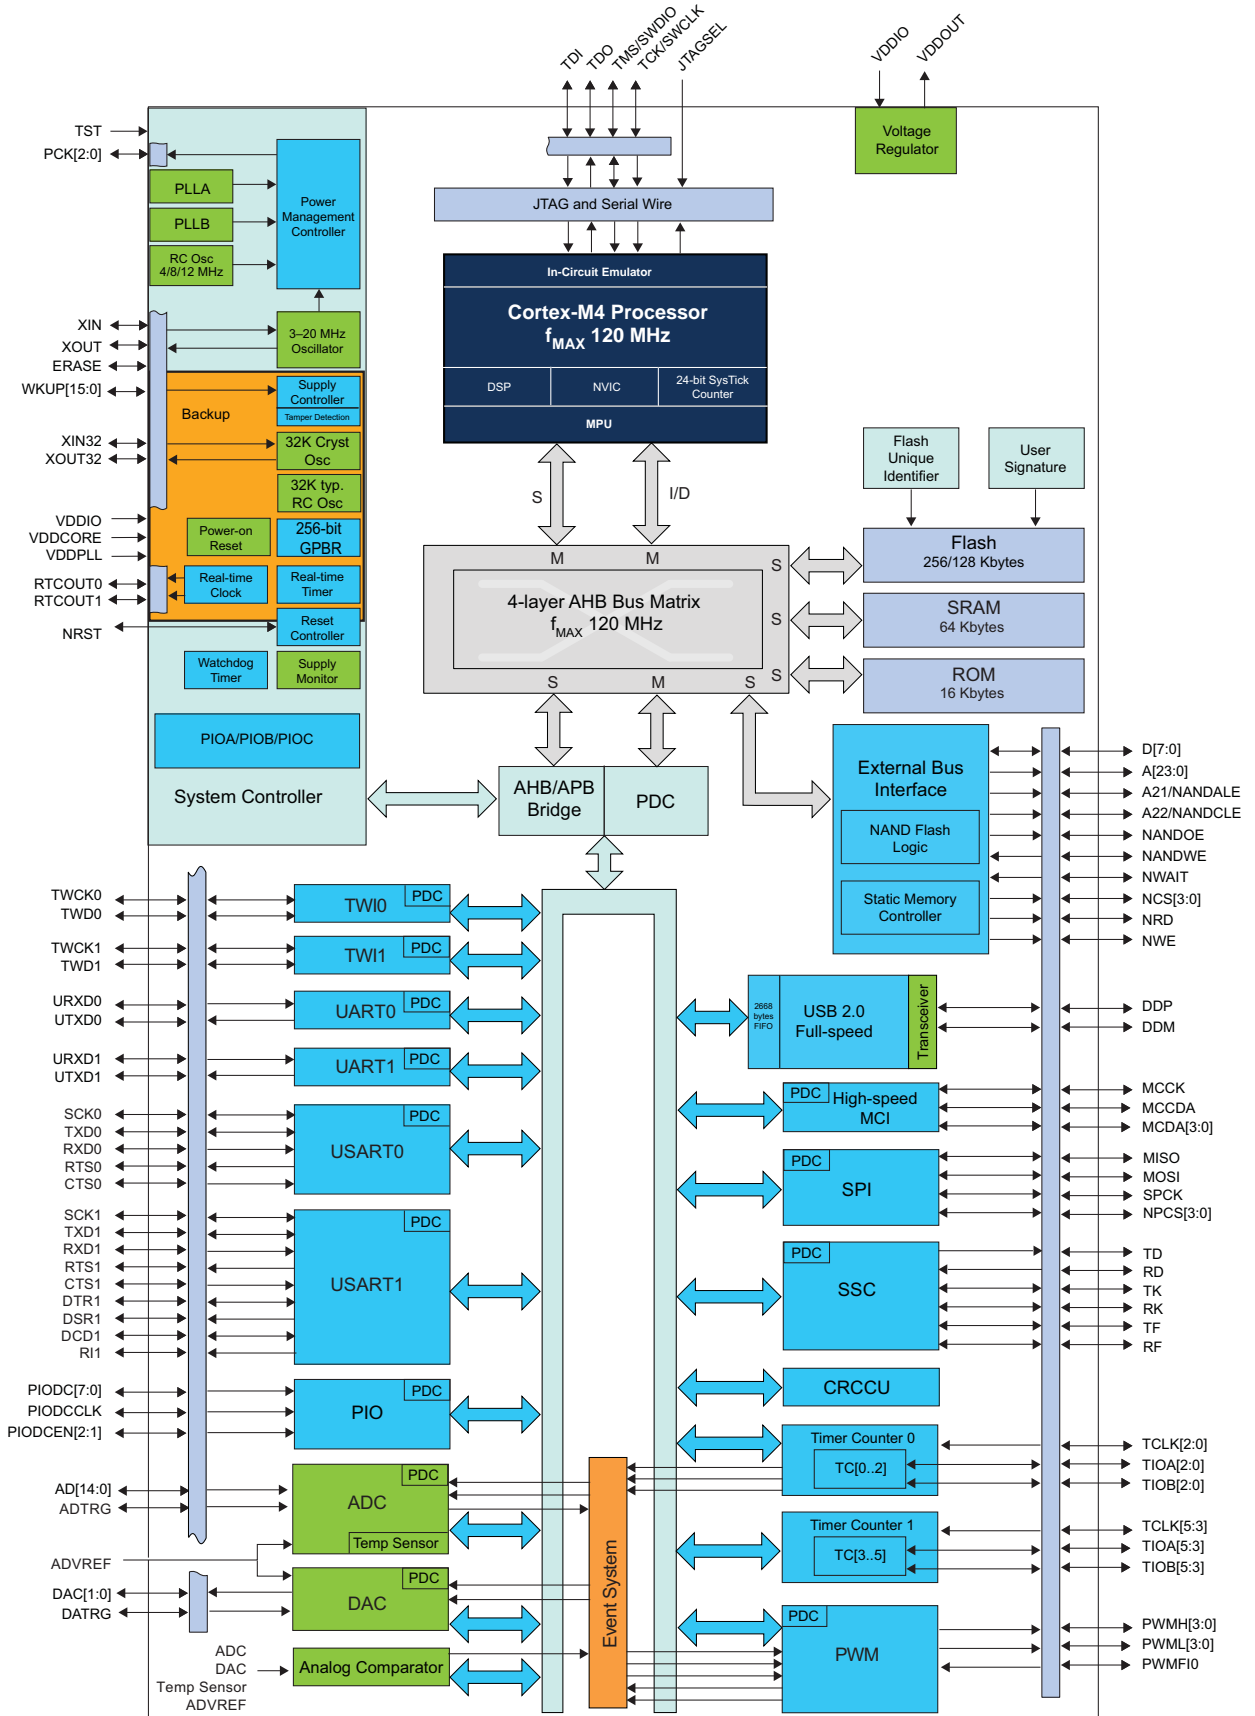 TDI
TDO
TMS/SWDIO
TCK/SWCLK
JTAGSEL
VDDIO
VDDOUT
Voltage
Regulator
TST
PCK[2:0]
PLLA
PLLB
RC Osc
4/8/12 MHz
Power
Management
Controller
JTAG and Serial Wire
In-Circuit Emulator
Cortex-M4 Processor
fMAX 120 MHz
DSP
NVIC
24-bit SysTick
Counter
MPU
XIN
XOUT
ERASE
WKUP[15:0]
XIN32
XOUT32
VDDIO
VDDCORE
VDDPLL
RTCOUT0
RTCOUT1
NRST
3–20 MHz
Oscillator
Backup
Supply
Controller
Tamper Detection
32K Cryst
Osc
32K typ.
RC Osc
Power-on
Reset
256-bit
GPBR
Real-time
Clock
Real-time
Timer
Reset
Controller
Watchdog
Timer
Supply
Monitor
PIOA/PIOB/PIOC
System Controller
S
I/D
M
M
4-layer AHB Bus Matrix
fMAX 120 MHz
S
S
S
S
M
S
Flash
Unique
Identifier
User
Signature
Flash
256/128 Kbytes
SRAM
64 Kbytes
ROM
16 Kbytes
AHB/APB
Bridge
PDC
External Bus
Interface
NAND Flash
Logic
Static Memory
Controller
D[7:0]
A[23:0]
A21/NANDALE
A22/NANDCLE
NANDOE
NANDWE
NWAIT
NCS[3:0]
NRD
NWE
TWCK0
TWD0
PDC
TWI0
TWCK1
TWD1
PDC
TWI1
URXD0
UTXD0
PDC
UART0
URXD1
UTXD1
PDC
UART1
SCK0
TXD0
RXD0
RTS0
CTS0
PDC
USART0
SCK1
TXD1
RXD1
RTS1
CTS1
DTR1
DSR1
DCD1
RI1
PDC
USART1
PIODC[7:0]
PIODCCLK
PIODCEN[2:1]
PDC
PIO
AD[14:0]
ADTRG
PDC
ADC
Temp Sensor
ADVREF
DAC[1:0]
DATRG
PDC
DAC
ADC
DAC
Temp Sensor
ADVREF
Analog Comparator
Event System
2668
bytes
FIFO
USB 2.0
Full-speed
Transceiver
DDP
DDM
PDC
High-speed
MCI
MCCK
MCCDA
MCDA[3:0]
PDC
SPI
MISO
MOSI
SPCK
NPCS[3:0]
PDC
SSC
TD
RD
TK
RK
TF
RF
CRCCU
Timer Counter 0
TC[0..2]
TCLK[2:0]
TIOA[2:0]
TIOB[2:0]
Timer Counter 1
TC[3..5]
TCLK[5:3]
TIOA[5:3]
TIOB[5:3]
PDC
PWM
PWMH[3:0]
PWML[3:0]
PWMFI0